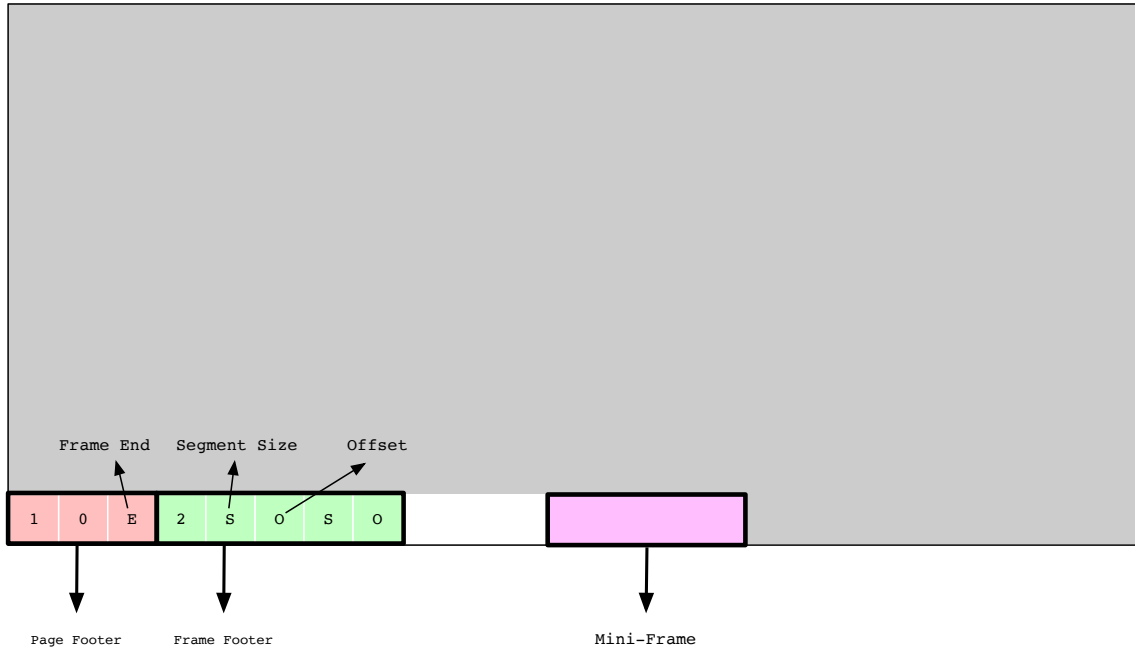 Frame End Segment Size Offset
1 0 E 2 S O S O
Page Footer Frame Footer Mini-Frame